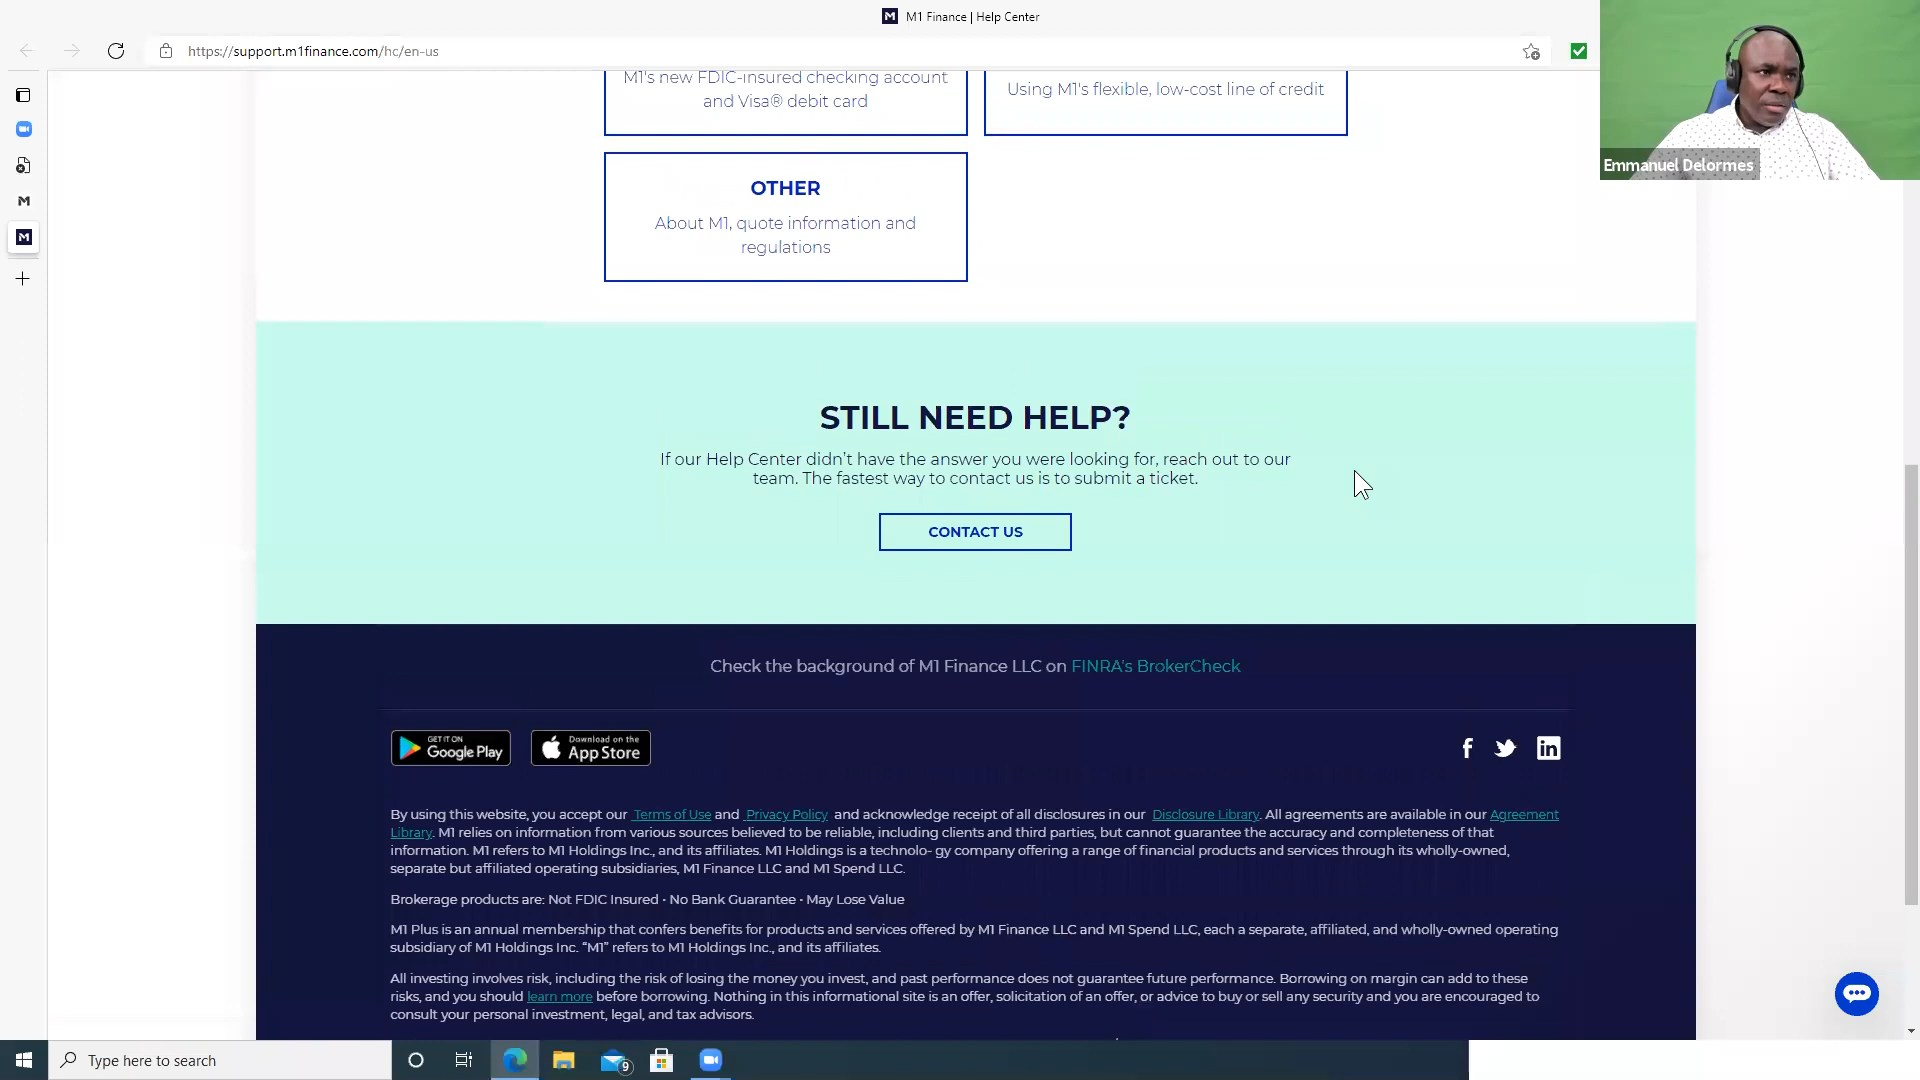 M1 Finance | Help Center
https://support.m1finance.com/hc/en-us
M1's new FDIC-insured checking account
and Visa® debit card
Using M1's flexible, low-cost line of credit
Emmanuel Delormes
OTHER
About M1, quote information and
regulations
STILL NEED HELP?
If our Help Center didn't have the answer you were looking for, reach out to our
team. The fastest way to contact us is to submit a ticket.
CONTACT US
Check the background of M1 Finance LLC on FINRA's BrokerCheck
GET IT ON
Google Play
Download on the
App Store
By using this website, you accept our Terms of Use and Privacy Policy and acknowledge receipt of all disclosures in our Disclosure Library. All agreements are available in our Agreement
Library. M1 relies on information from various sources believed to be reliable, including clients and third parties, but cannot guarantee the accuracy and completeness of that
information. M1 refers to M1 Holdings Inc., and its affiliates. M1 Holdings is a technolo- gy company offering a range of financial products and services through its wholly-owned,
separate but affiliated operating subsidiaries, M1 Finance LLC and M1 Spend LLC.
Brokerage products are: Not FDIC Insured • No Bank Guarantee • May Lose Value
M1 Plus is an annual membership that confers benefits for products and services offered by M1 Finance LLC and M1 Spend LLC, each a separate, affiliated, and wholly-owned operating
subsidiary of M1 Holdings Inc. “M1” refers to M1 Holdings Inc., and its affiliates.
All investing involves risk, including the risk of losing the money you invest, and past performance does not guarantee future performance. Borrowing on margin can add to these
risks, and you should learn more before borrowing. Nothing in this informational site is an offer, solicitation of an offer, or advice to buy or sell any security and you are encouraged to
consult your personal investment, legal, and tax advisors.
Type here to search
9